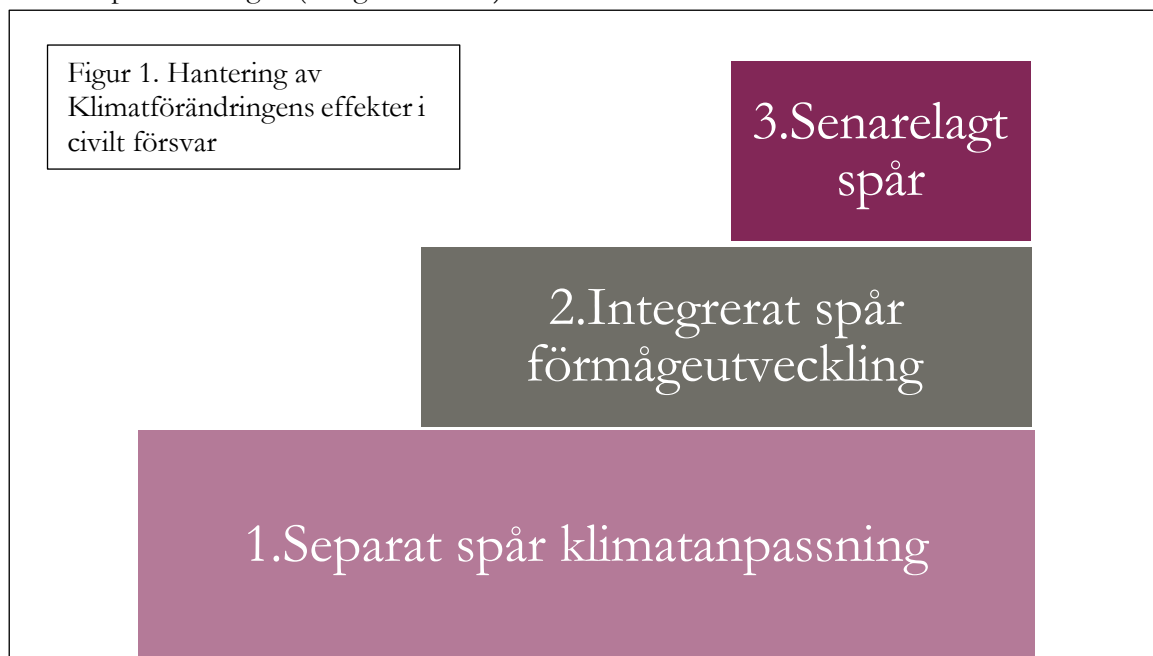 Figur 1. Hantering av
Klimatförändringens effekter i
civilt försvar
3.Senarelagt
spår
2.Integrerat spår
förmågeutveckling
1.Separat spår klimatanpassning